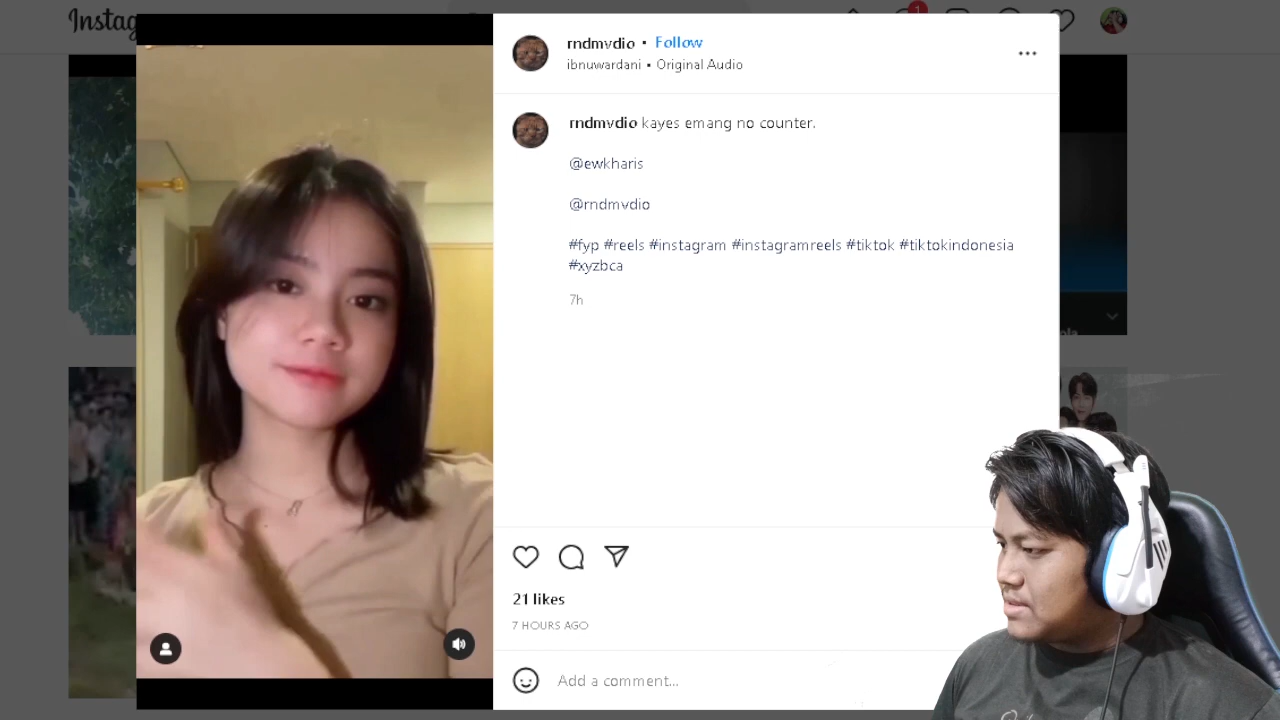 Instag
1
rndmvdio • Follow
ibnuwardani • Original Audio
rndmvdio kayes emang no counter.
@ewkharis
@rndmvdio
#fyp #reels #instagram #instagramreels #tiktok #tiktokindonesia
#xyzbca
7h
21 likes
7 HOURS AGO
Add a comment...